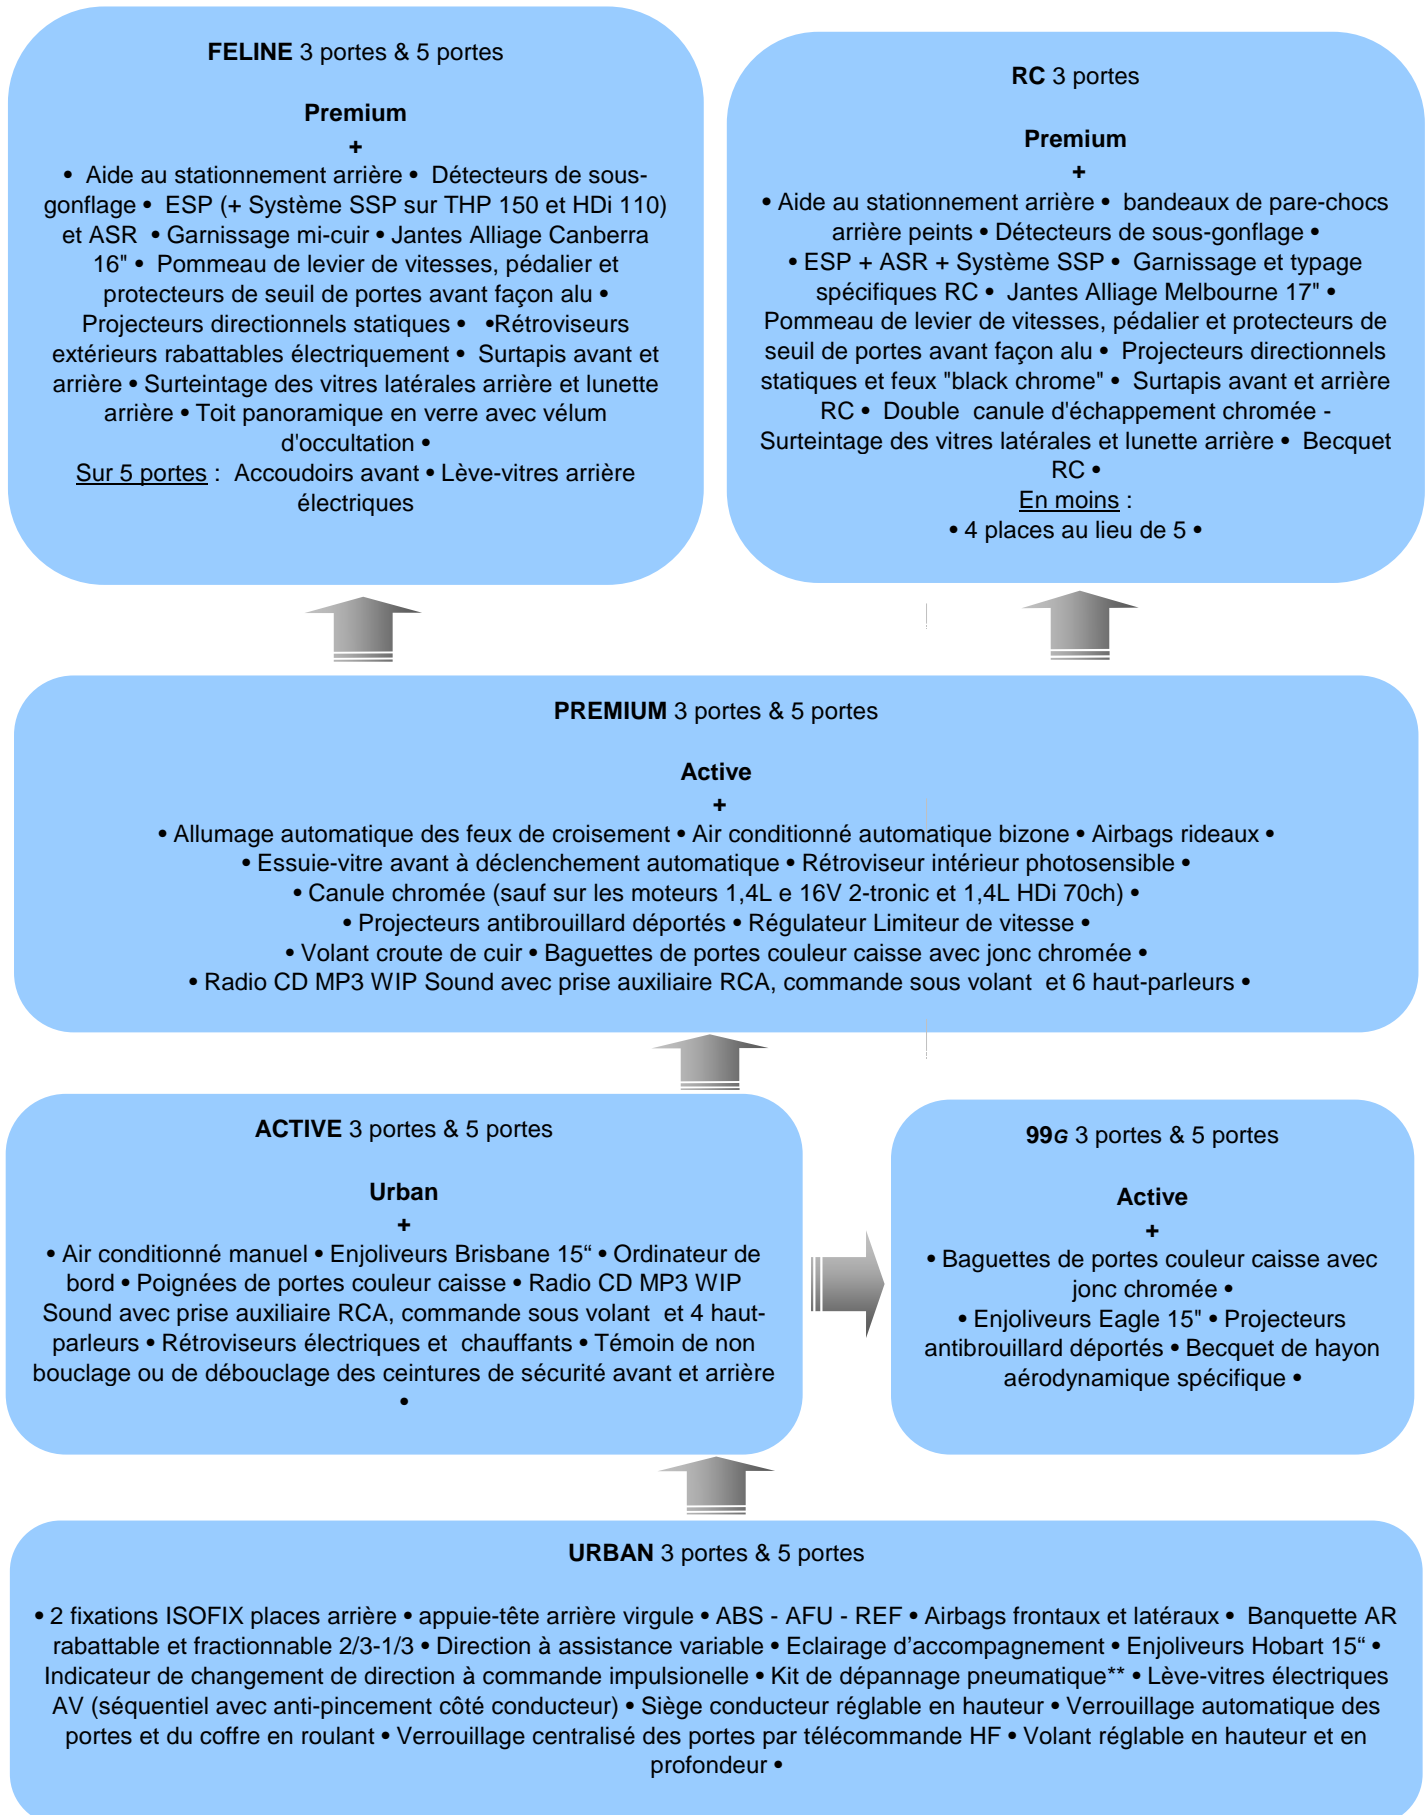 FELINE 3 portes & 5 portes
Premium
+
• Aide au stationnement arrière • Détecteurs de sous-
gonflage • ESP (+ Système SSP sur THP 150 et HDi 110)
et ASR • Garnissage mi-cuir • Jantes Alliage Canberra
16" • Pommeau de levier de vitesses, pédalier et
protecteurs de seuil de portes avant façon alu •
Projecteurs directionnels statiques • •Rétroviseurs
extérieurs rabattables électriquement • Surtapis avant et
arrière • Surteintage des vitres latérales arrière et lunette
arrière • Toit panoramique en verre avec vélum
d'occultation •
Sur 5 portes : Accoudoirs avant • Lève-vitres arrière
électriques
RC 3 portes
Premium
+
• Aide au stationnement arrière • bandeaux de pare-chocs
arrière peints • Détecteurs de sous-gonflage •
• ESP + ASR + Système SSP • Garnissage et typage
spécifiques RC • Jantes Alliage Melbourne 17" •
Pommeau de levier de vitesses, pédalier et protecteurs de
seuil de portes avant façon alu • Projecteurs directionnels
statiques et feux "black chrome" • Surtapis avant et arrière
RC • Double canule d'échappement chromée -
Surteintage des vitres latérales et lunette arrière • Becquet
RC •
En moins :
• 4 places au lieu de 5 •
PREMIUM 3 portes & 5 portes
Active
+
• Allumage automatique des feux de croisement • Air conditionné automatique bizone • Airbags rideaux •
• Essuie-vitre avant à déclenchement automatique • Rétroviseur intérieur photosensible •
• Canule chromée (sauf sur les moteurs 1,4L e 16V 2-tronic et 1,4L HDi 70ch) •
• Projecteurs antibrouillard déportés • Régulateur Limiteur de vitesse •
• Volant croute de cuir • Baguettes de portes couleur caisse avec jonc chromée •
• Radio CD MP3 WIP Sound avec prise auxiliaire RCA, commande sous volant et 6 haut-parleurs •
ACTIVE 3 portes & 5 portes
Urban
+
• Air conditionné manuel • Enjoliveurs Brisbane 15“ • Ordinateur de
bord • Poignées de portes couleur caisse • Radio CD MP3 WIP
Sound avec prise auxiliaire RCA, commande sous volant et 4 haut-
parleurs • Rétroviseurs électriques et chauffants • Témoin de non
bouclage ou de débouclage des ceintures de sécurité avant et arrière
•
99G 3 portes & 5 portes
Active
+
• Baguettes de portes couleur caisse avec
jonc chromée •
• Enjoliveurs Eagle 15" • Projecteurs
antibrouillard déportés • Becquet de hayon
aérodynamique spécifique •
URBAN 3 portes & 5 portes
• 2 fixations ISOFIX places arrière • appuie-tête arrière virgule • ABS - AFU - REF • Airbags frontaux et latéraux • Banquette AR
rabattable et fractionnable 2/3-1/3 • Direction à assistance variable • Eclairage d’accompagnement • Enjoliveurs Hobart 15“ •
Indicateur de changement de direction à commande impulsionelle • Kit de dépannage pneumatique** • Lève-vitres électriques
AV (séquentiel avec anti-pincement côté conducteur) • Siège conducteur réglable en hauteur • Verrouillage automatique des
portes et du coffre en roulant • Verrouillage centralisé des portes par télécommande HF • Volant réglable en hauteur et en
profondeur •